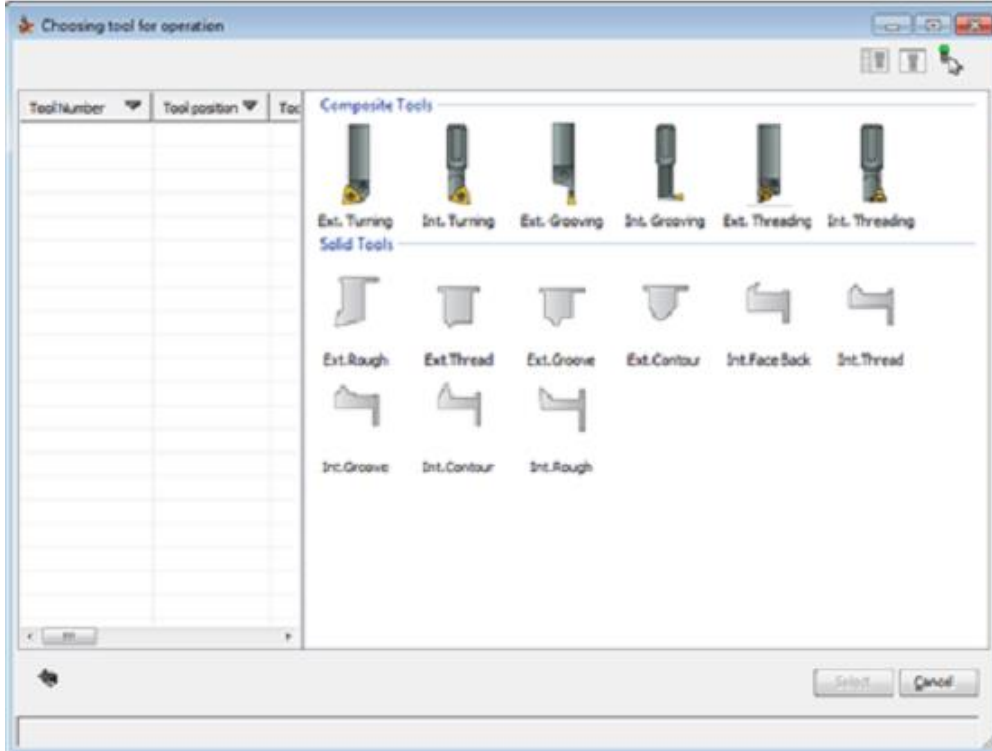 Choosing tool for operation
Tool Number Tool position Too
Composite Tools
Ext. Turning Int. Turning Ext. Grooving Int. Grooving Ext. Threading Int. Threading
Solid Tools
Ext.Rough Ext.Thread Ext.Groove Ext.Contour Int.Face Back Int.Thread
Int.Groove Int.Contour Int.Rough
Select Cancel